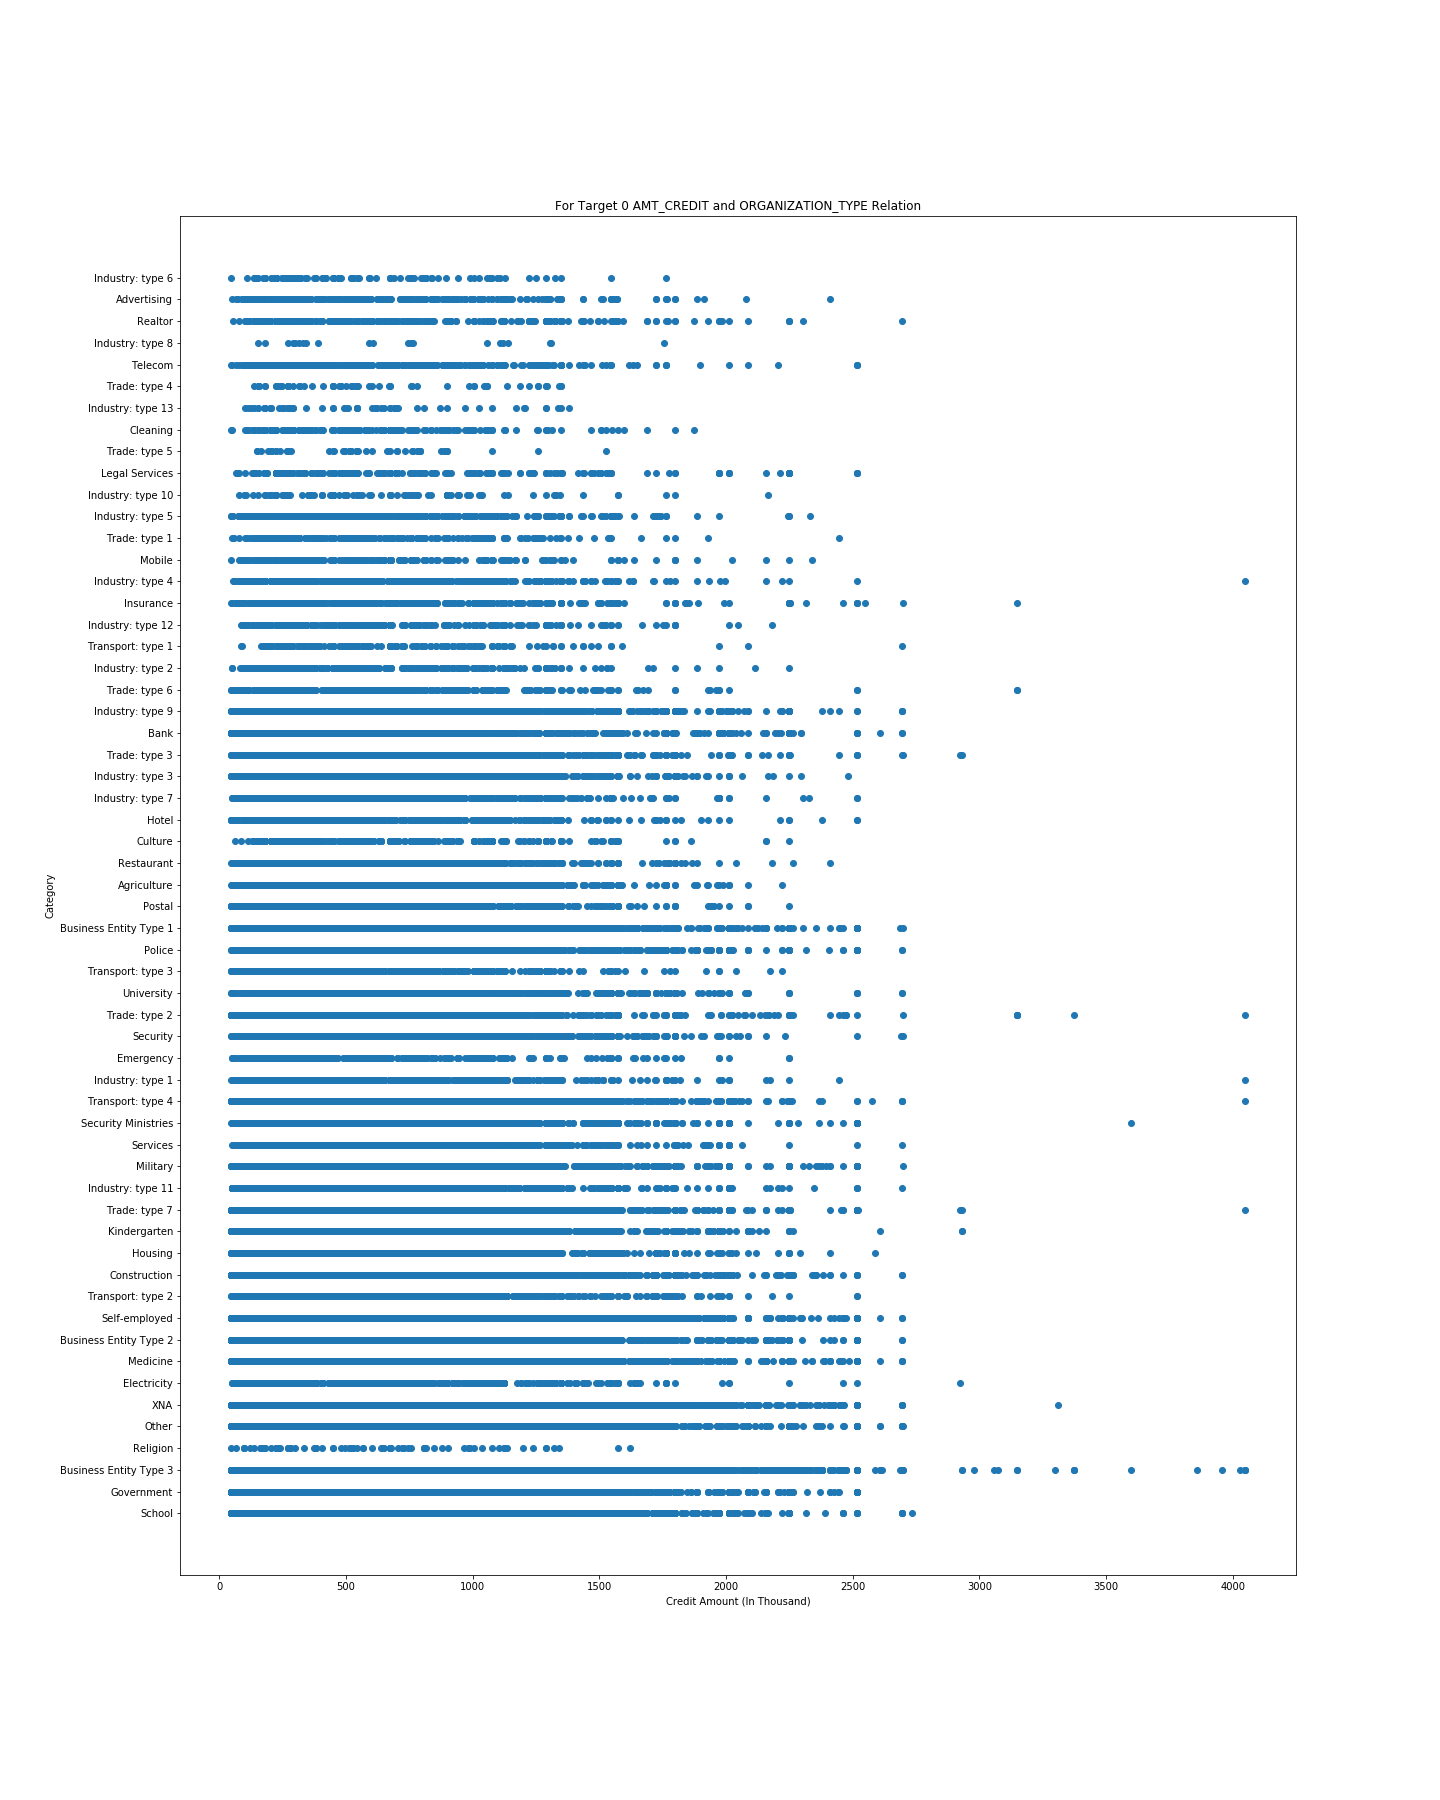 For Target 0 AMT_CREDIT and ORGANIZATION_TYPE Relation
Industry: type 6
Advertising
Realtor
Industry: type 8
Telecom
Trade: type 4
Industry: type 13
Cleaning
Trade: type 5
Legal Services
Industry: type 10
Industry: type 5
Trade: type 1
Mobile
Industry: type 4
Insurance
Industry: type 12
Transport: type 1
Industry: type 2
Trade: type 6
Industry: type 9
Bank
Trade: type 3
Industry: type 3
Industry: type 7
Hotel
Culture
Restaurant
Agriculture
Postal
Business Entity Type 1
Police
Transport: type 3
University
Trade: type 2
Security
Emergency
Industry: type 1
Transport: type 4
Security Ministries
Services
Military
Industry: type 11
Trade: type 7
Kindergarten
Housing
Construction
Transport: type 2
Self-employed
Business Entity Type 2
Medicine
Electricity
XNA
Other
Religion
Business Entity Type 3
Government
School
Category
0 500 1000 1500 2000 2500 3000 3500 4000
Credit Amount (In Thousand)